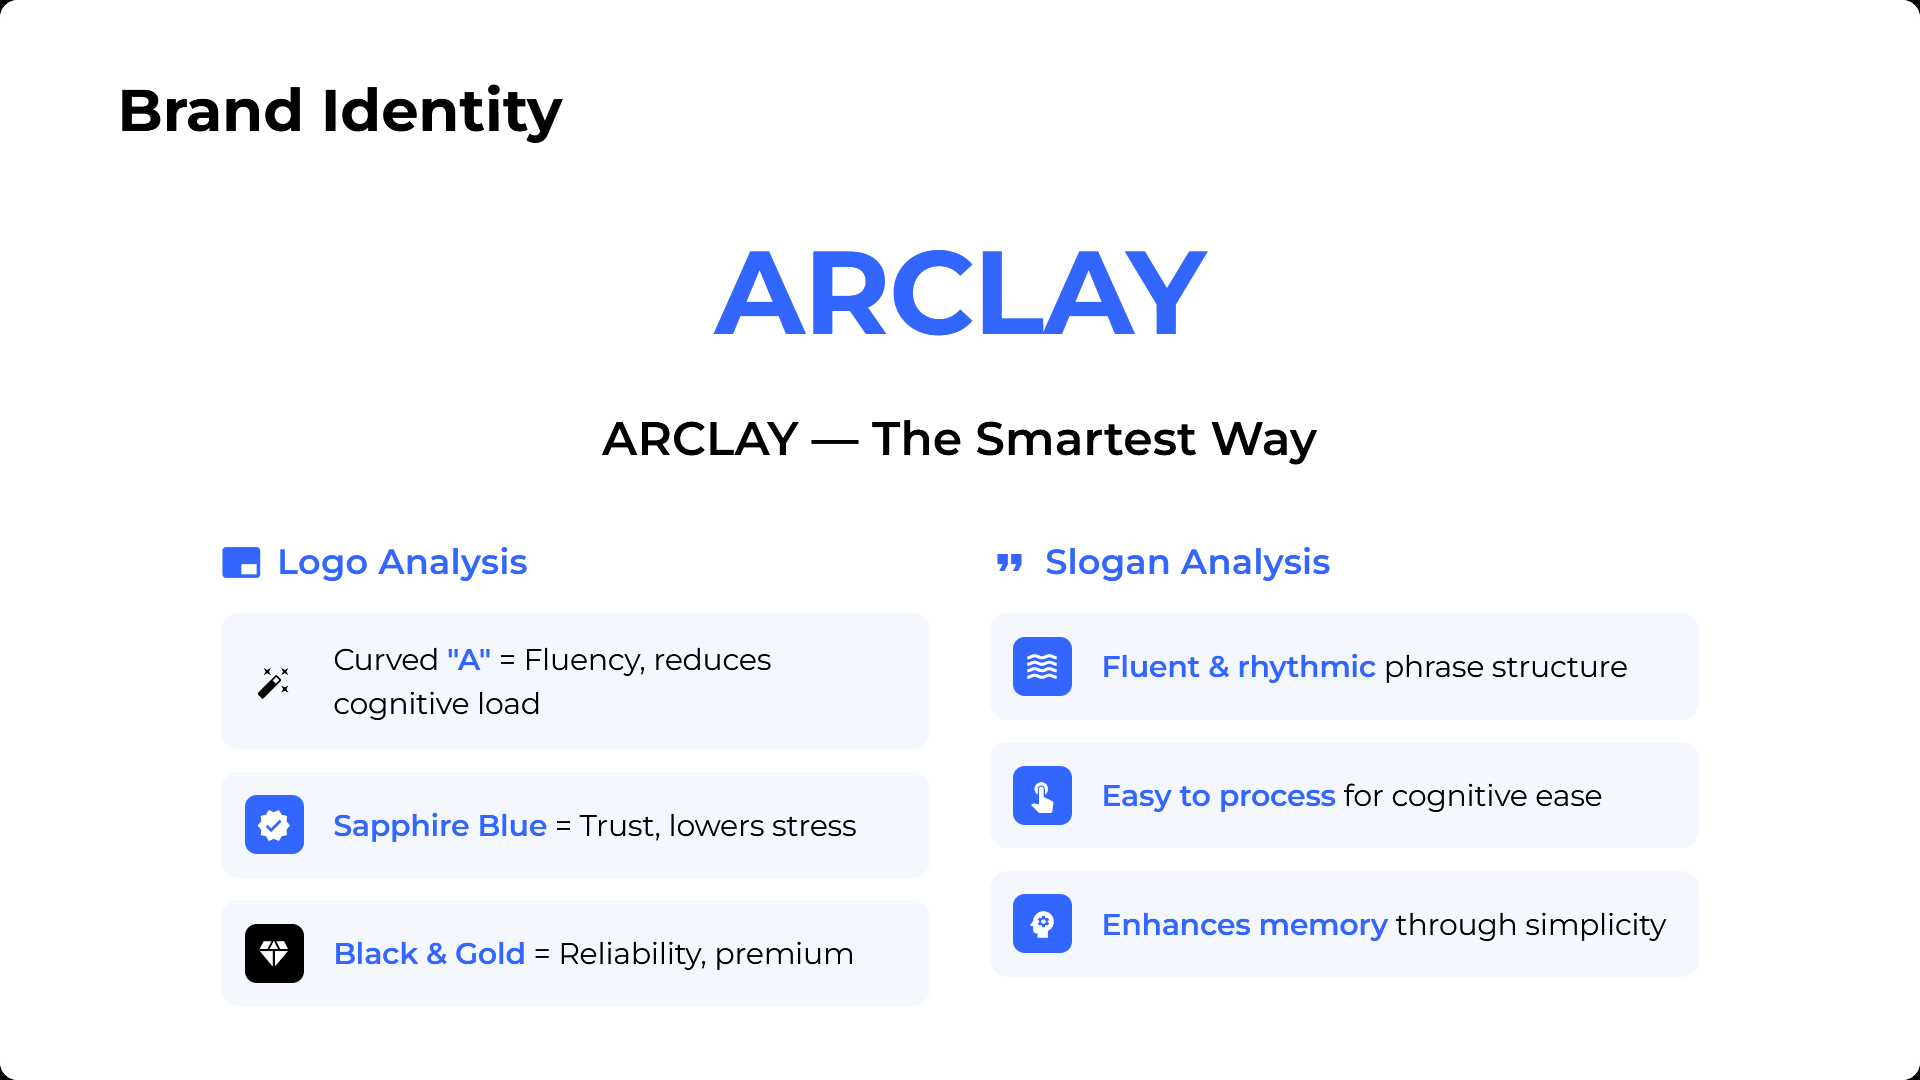 Brand Identity
ARCLAY
ARCLAY — The Smartest Way
Logo Analysis
Curved "A" = Fluency, reduces
cognitive load
Sapphire Blue = Trust, lowers stress
Black & Gold = Reliability, premium
Slogan Analysis
Fluent & rhythmic phrase structure
Easy to process for cognitive ease
Enhances memory through simplicity